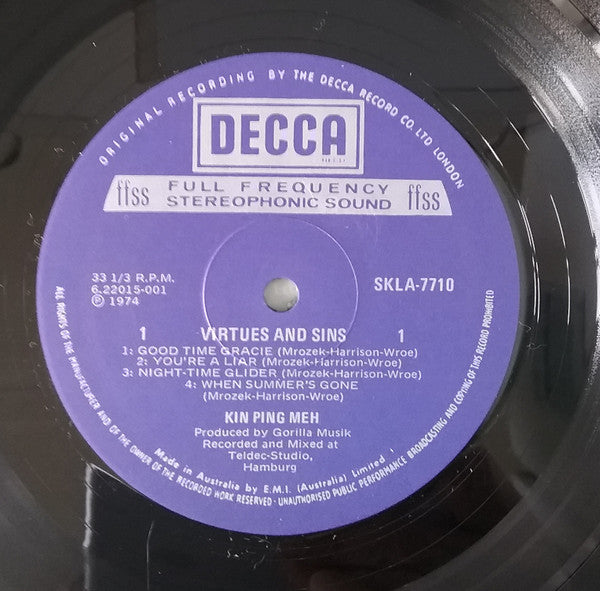 ORIGINAL RECORDING BY THE DECCA RECORD CO. LTD LONDON
DECCA
ffss FULL FREQUENCY STEREOPHONIC SOUND ffss
33 1/3 R.P.M.
6.22015-001
℗ 1974
SKLA-7710
1 VIRTUES AND SINS 1
1: GOOD TIME GRACIE (Mrozek-Harrison-Wroe)
2: YOU'RE A LIAR (Mrozek-Harrison-Wroe)
3: NIGHT-TIME GLIDER (Mrozek-Harrison-Wroe)
4: WHEN SUMMER'S GONE
(Mrozek-Harrison-Wroe)
KIN PING MEH
Produced by Gorilla Musik
Recorded and Mixed at
Teldec-Studio,
Hamburg
Made in Australia by E.M.I. (Australia) Limited
ALL RIGHTS OF THE MANUFACTURER AND OF THE OWNER OF THE RECORDED WORK RESERVED - UNAUTHORISED PUBLIC PERFORMANCE BROADCASTING AND COPYING OF THIS RECORD PROHIBITED